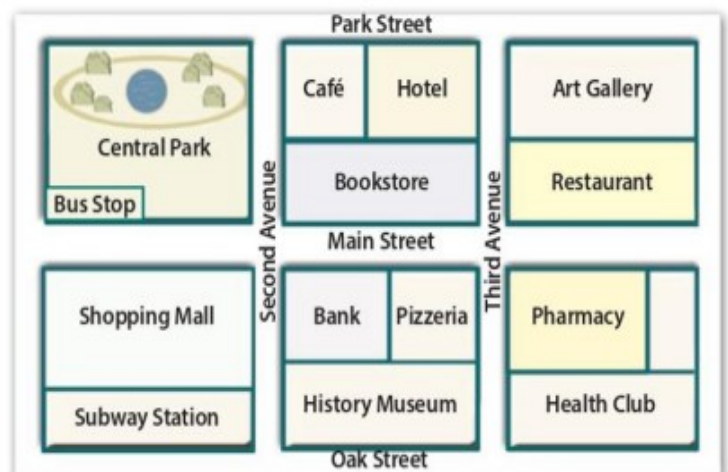 Park Street
Café
Hotel
Art Gallery
Central Park
Bookstore
Restaurant
Bus Stop
Second Avenue
Main Street
Third Avenue
Shopping Mall
Bank
Pizzeria
Pharmacy
Subway Station
History Museum
Health Club
Oak Street